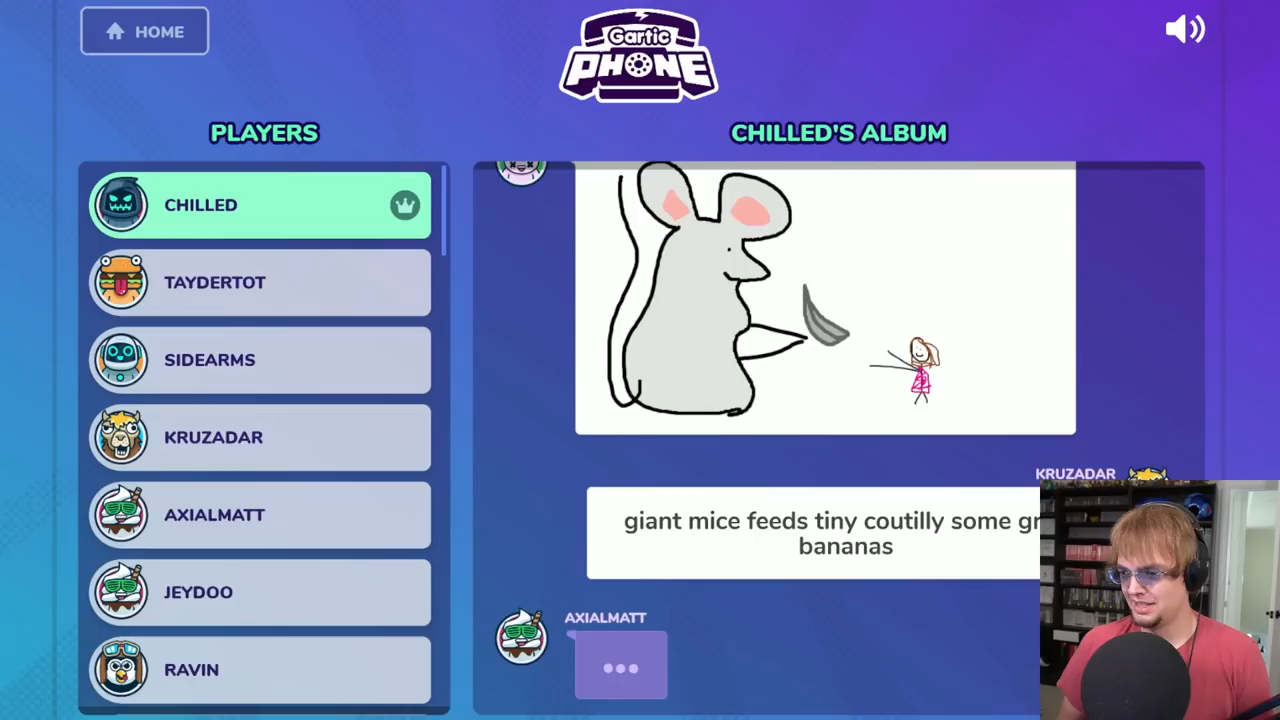 HOME
Gartic
PHONE
PLAYERS
CHILLED'S ALBUM
CHILLED
TAYDERTOT
SIDEARMS
KRUZADAR
AXIALMATT
JEYDOO
RAVIN
KRUZADAR
giant mice feeds tiny coutilly some
bananas
AXIALMATT